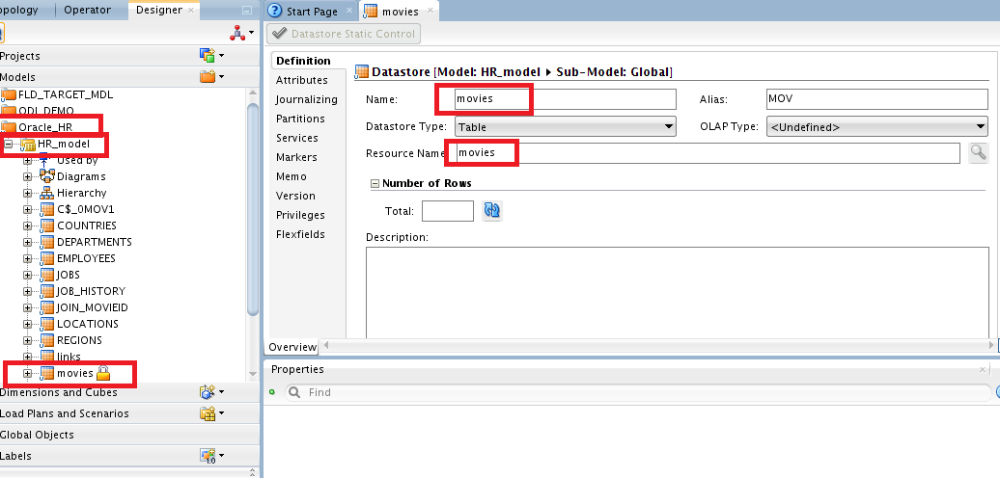 opology Operator Designer
Projects
Models
FLD_TARGET_MDL
ODI_DEMO
Oracle_HR
HR_model
Used by
Diagrams
Hierarchy
C$_0MOV1
COUNTRIES
DEPARTMENTS
EMPLOYEES
JOBS
JOB_HISTORY
JOIN_MOVIEID
LOCATIONS
REGIONS
links
movies
Dimensions and Cubes
Load Plans and Scenarios
Global Objects
Labels
1.0
Start Page movies
Datastore Static Control
Definition
Attributes
Journalizing
Partitions
Services
Markers
Memo
Version
Privileges
Flexfields
Datastore [Model: HR_model Sub-Model: Global]
Name: movies Alias: MOV
Datastore Type: Table OLAP Type: <Undefined>
Resource Name movies
Number of Rows
Total:
Description:
Overview
Properties
Find